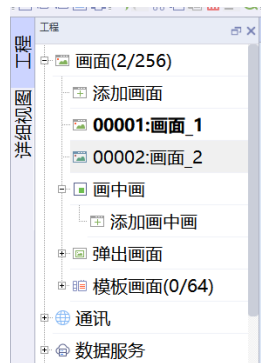 工程
工程
详细视图
画面(2/256)
添加画面
00001:画面_1
00002:画面_2
画中画
添加画中画
弹出画面
模板画面(0/64)
通讯
数据服务